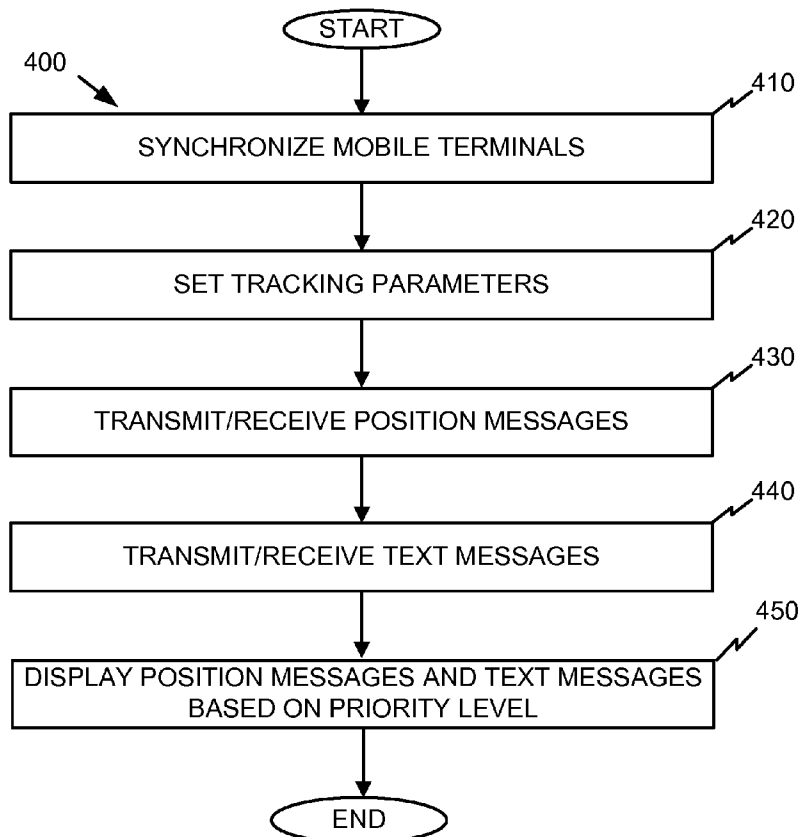 START
400
410
SYNCHRONIZE MOBILE TERMINALS
420
SET TRACKING PARAMETERS
430
TRANSMIT/RECEIVE POSITION MESSAGES
440
TRANSMIT/RECEIVE TEXT MESSAGES
450
DISPLAY POSITION MESSAGES AND TEXT MESSAGES
BASED ON PRIORITY LEVEL
END